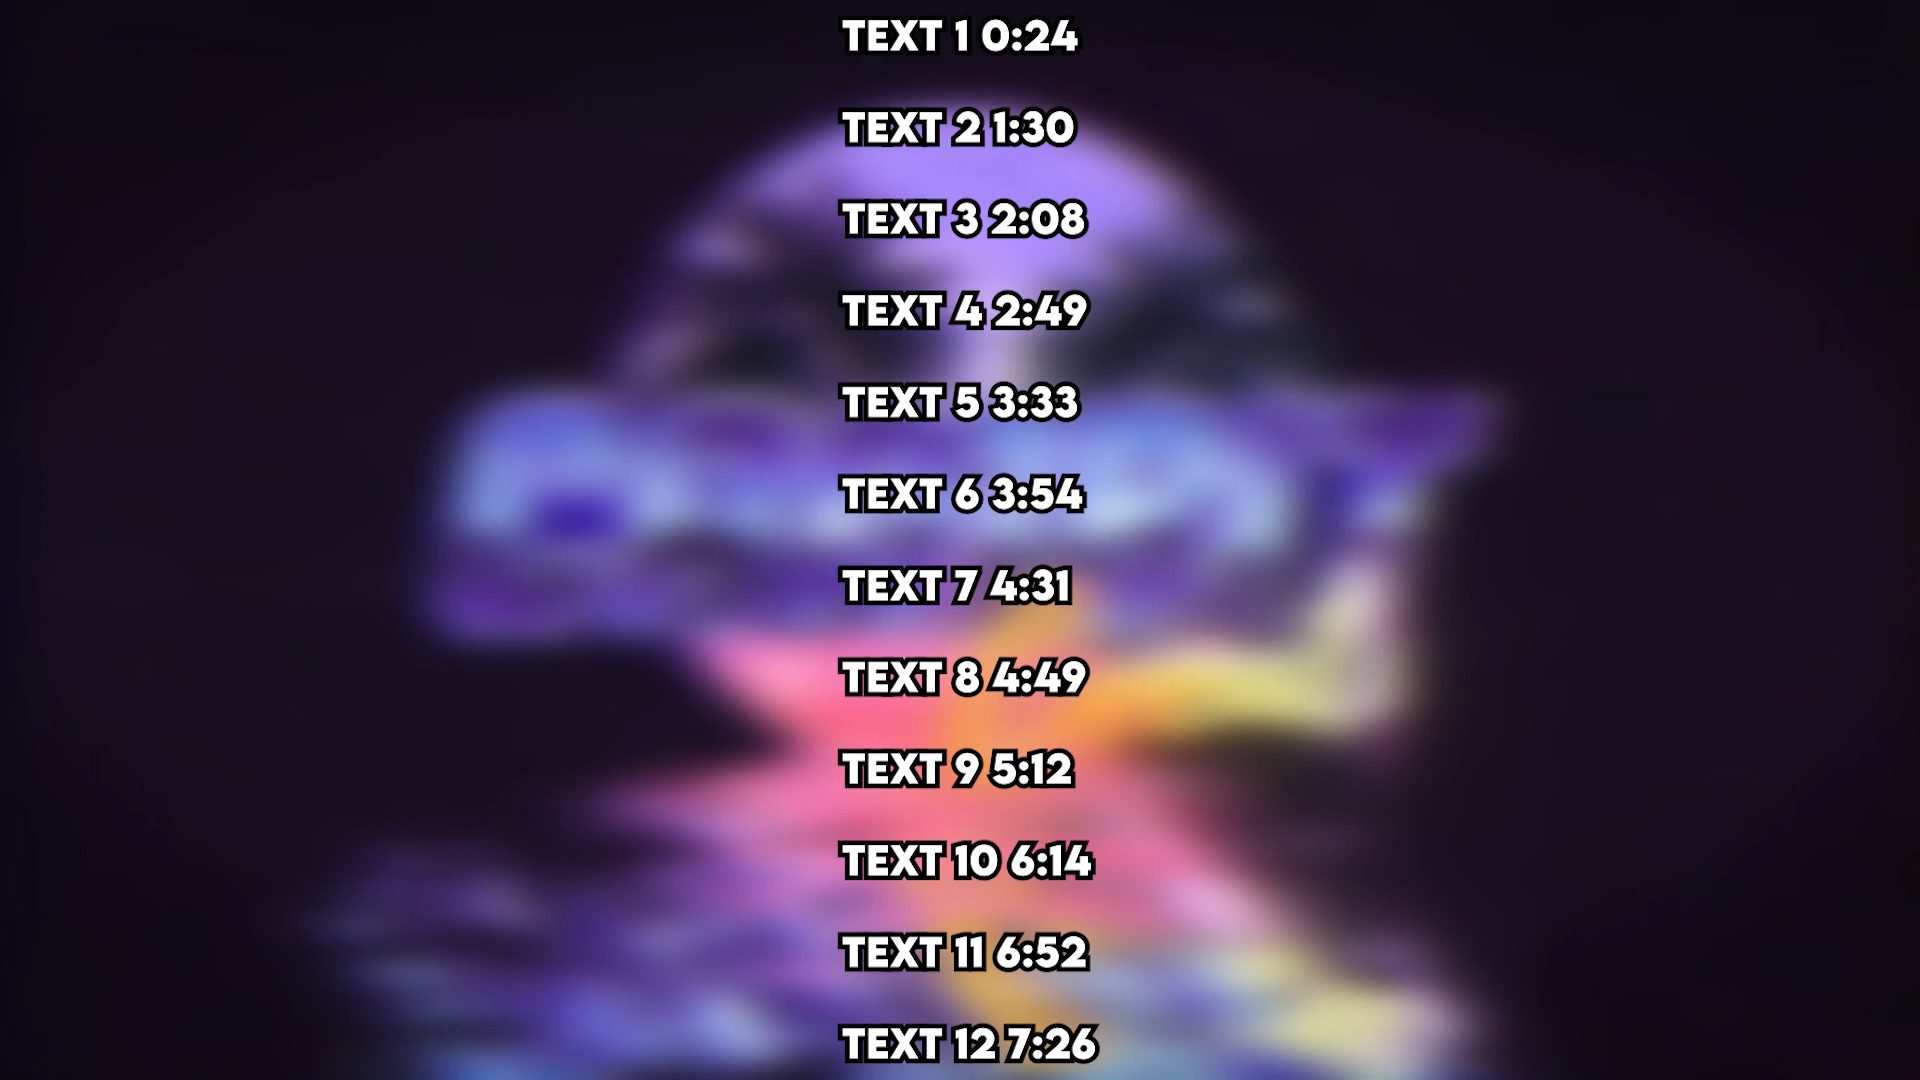 TEXT 1 0:24
TEXT 2 1:30
TEXT 3 2:08
TEXT 4 2:49
TEXT 5 3:33
TEXT 6 3:54
TEXT 7 4:31
TEXT 8 4:49
TEXT 9 5:12
TEXT 10 6:14
TEXT 11 6:52
TEXT 12 7:26